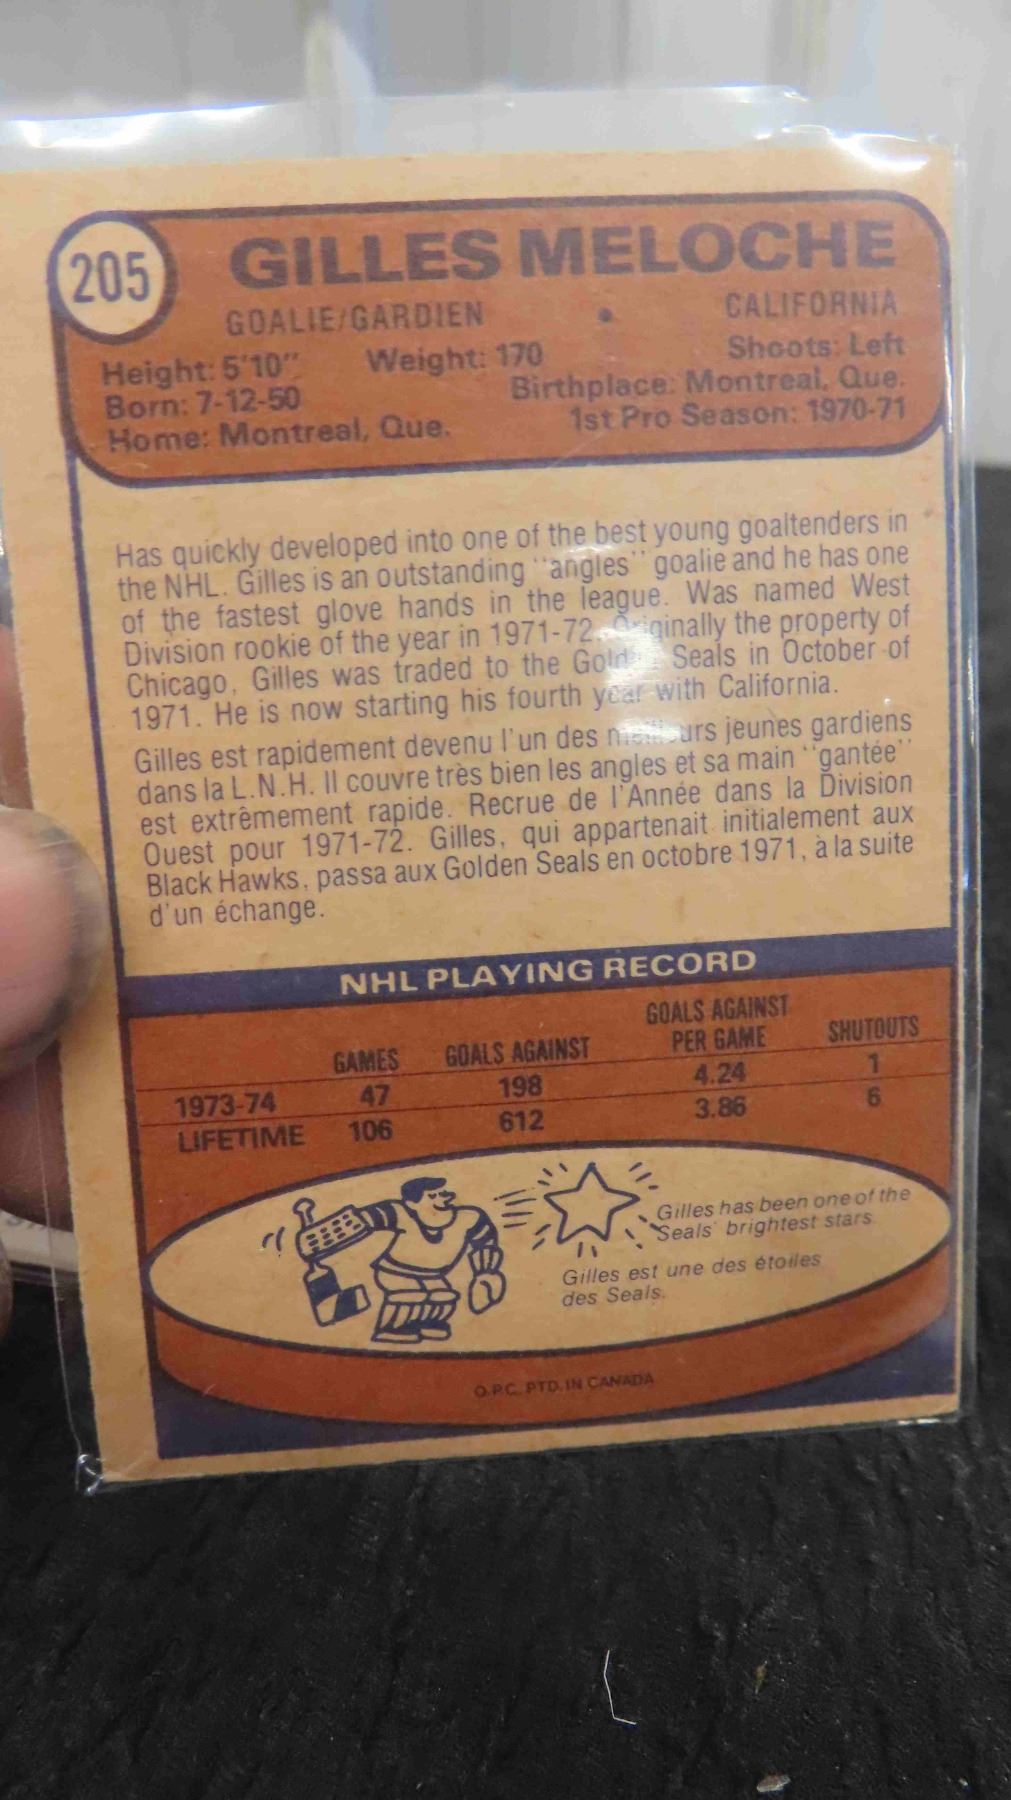 205
GILLES MELOCHE
GOALIE/GARDIEN • CALIFORNIA
Height: 5'10" Weight: 170 Shoots: Left
Born: 7-12-50 Birthplace: Montreal, Que.
Home: Montreal, Que. 1st Pro Season: 1970-71
Has quickly developed into one of the best young goaltenders in
the NHL. Gilles is an outstanding "angles" goalie and he has one
of the fastest glove hands in the league. Was named West
Division rookie of the year in 1971-72. Originally the property of
Chicago, Gilles was traded to the Golden Seals in October of
1971. He is now starting his fourth year with California.
Gilles est rapidement devenu l'un des meilleurs jeunes gardiens
dans la L.N.H. Il couvre très bien les angles et sa main "gantée"
est extrêmement rapide. Recrue de l'Année dans la Division
Ouest pour 1971-72. Gilles, qui appartenait initialement aux
Black Hawks, passa aux Golden Seals en octobre 1971, à la suite
d'un échange.
NHL PLAYING RECORD
GAMES GOALS AGAINST GOALS AGAINST PER GAME SHUTOUTS
1973-74 47 198 4.24 1
LIFETIME 106 612 3.86 6
Gilles has been one of the
Seals' brightest stars.
Gilles est une des étoiles
des Seals.
O.P.C. PTD. IN CANADA